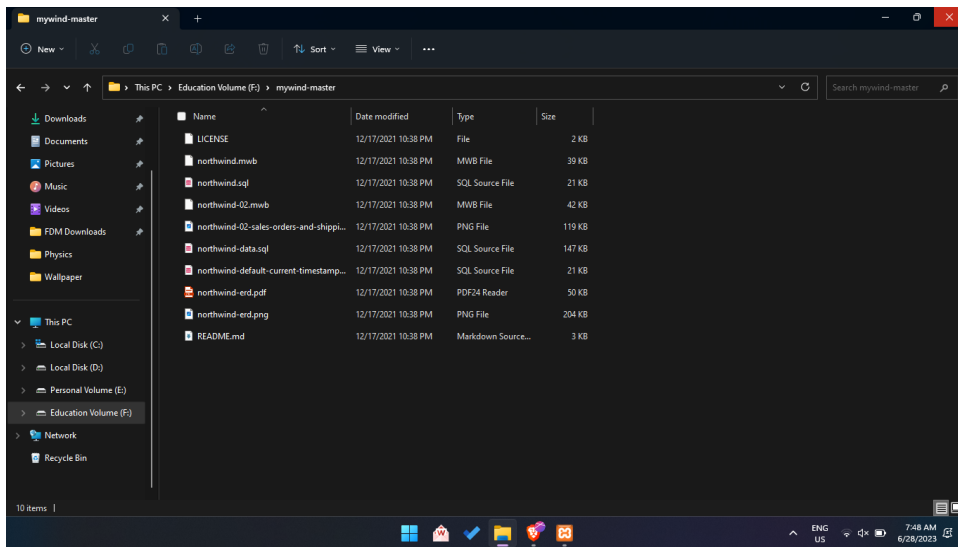 mywind-master
New
Sort
View
This PC > Education Volume (F:) > mywind-master
Search mywind-master
Downloads
Documents
Pictures
Music
Videos
FDM Downloads
Physics
Wallpaper
This PC
Local Disk (C:)
Local Disk (D:)
Personal Volume (E:)
Education Volume (F:)
Network
Recycle Bin
Name Date modified Type Size
LICENSE 12/17/2021 10:38 PM File 2 KB
northwind.mwb 12/17/2021 10:38 PM MWB File 39 KB
northwind.sql 12/17/2021 10:38 PM SQL Source File 21 KB
northwind-02.mwb 12/17/2021 10:38 PM MWB File 42 KB
northwind-02-sales-orders-and-shippi... 12/17/2021 10:38 PM PNG File 119 KB
northwind-data.sql 12/17/2021 10:38 PM SQL Source File 147 KB
northwind-default-current-timestamp... 12/17/2021 10:38 PM SQL Source File 21 KB
northwind-erd.pdf 12/17/2021 10:38 PM PDF24 Reader 50 KB
northwind-erd.png 12/17/2021 10:38 PM PNG File 204 KB
README.md 12/17/2021 10:38 PM Markdown Source... 3 KB
10 items
ENG
US
7:48 AM
6/28/2023